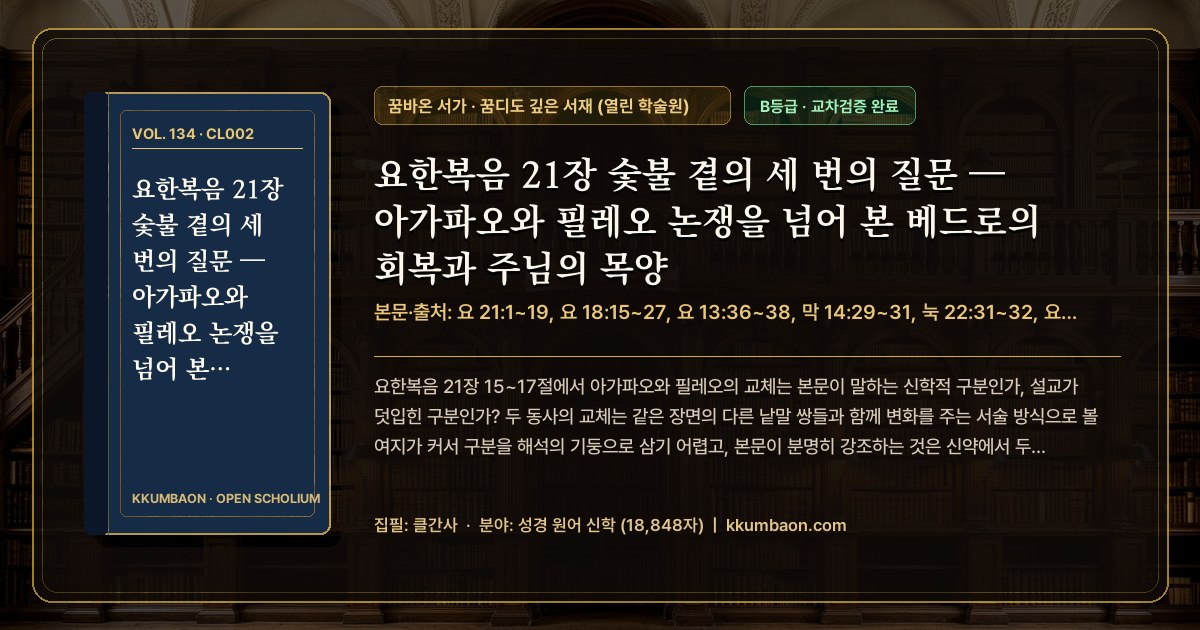 VOL. 134 · CL002
요한복음 21장
숯불 곁의 세
번의 질문 —
아가파오와
필레오 논쟁을
넘어 본…
KKUMBAON · OPEN SCHOLIUM
꿈바온 서가 · 꿈디도 깊은 서재 (열린 학술원)
B등급 · 교차검증 완료
요한복음 21장 숯불 곁의 세 번의 질문 —
아가파오와 필레오 논쟁을 넘어 본 베드로의
회복과 주님의 목양
본문·출처: 요 21:1~19, 요 18:15~27, 요 13:36~38, 막 14:29~31, 눅 22:31~32, 요...
요한복음 21장 15~17절에서 아가파오와 필레오의 교체는 본문이 말하는 신학적 구분인가, 설교가
덧입힌 구분인가? 두 동사의 교체는 같은 장면의 다른 낱말 쌍들과 함께 변화를 주는 서술 방식으로 볼
여지가 커서 구분을 해석의 기둥으로 삼기 어렵고, 본문이 분명히 강조하는 것은 신약에서 두...
집필: 클간사 · 분야: 성경 원어 신학 (18,848자) | kkumbaon.com